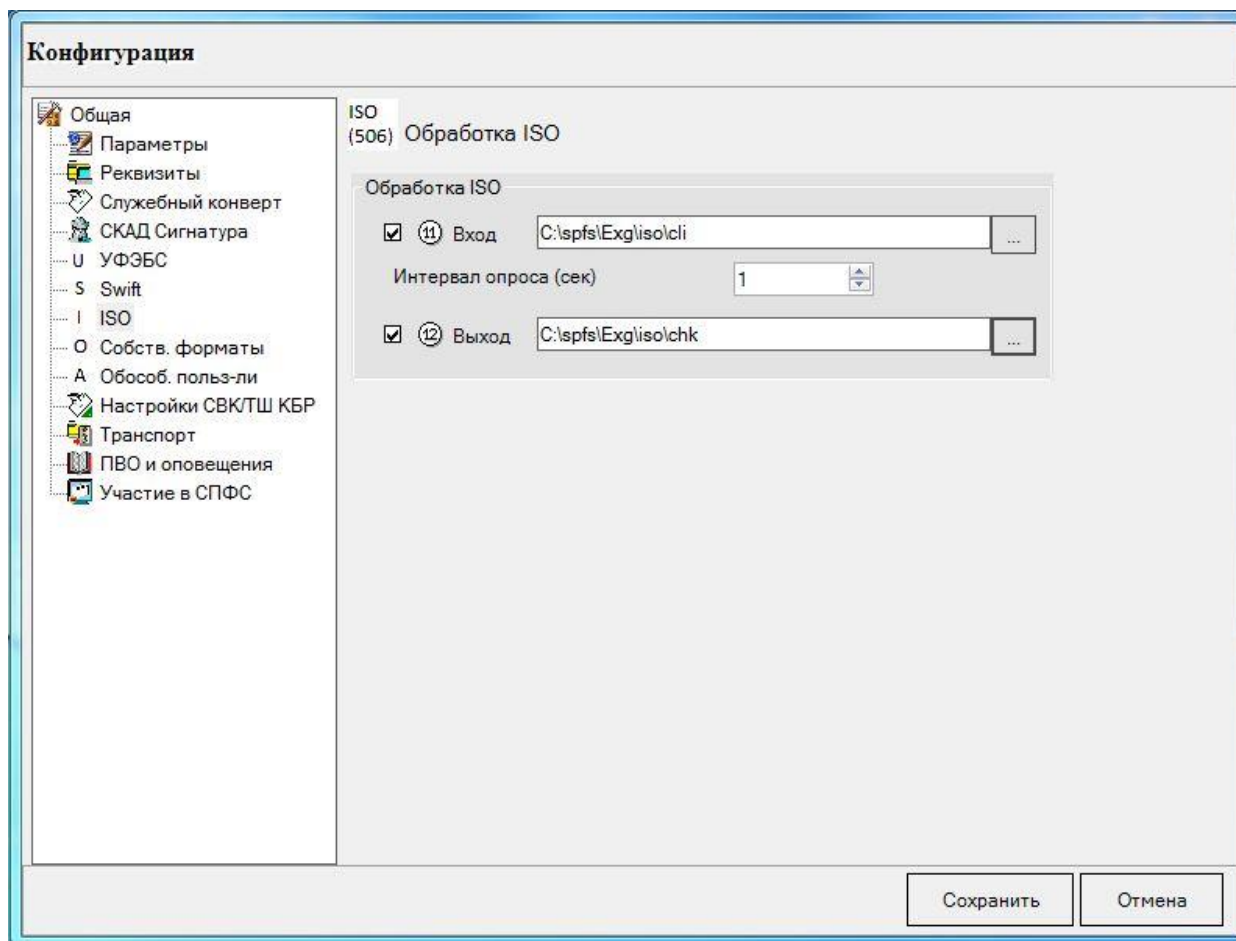 Конфигурация
Общая
Параметры
Реквизиты
Служебный конверт
СКАД Сигнатура
U УФЭБС
S Swift
I ISO
O Собств. форматы
A Обособ. польз-ли
Настройки СВК/ТШ КБР
Транспорт
ПВО и оповещения
Участие в СПФС
ISO
(506) Обработка ISO
Обработка ISO
⑪ Вход C:\spfs\Exg\iso\cli ...
Интервал опроса (сек) 1
⑫ Выход C:\spfs\Exg\iso\chk ...
Сохранить Отмена